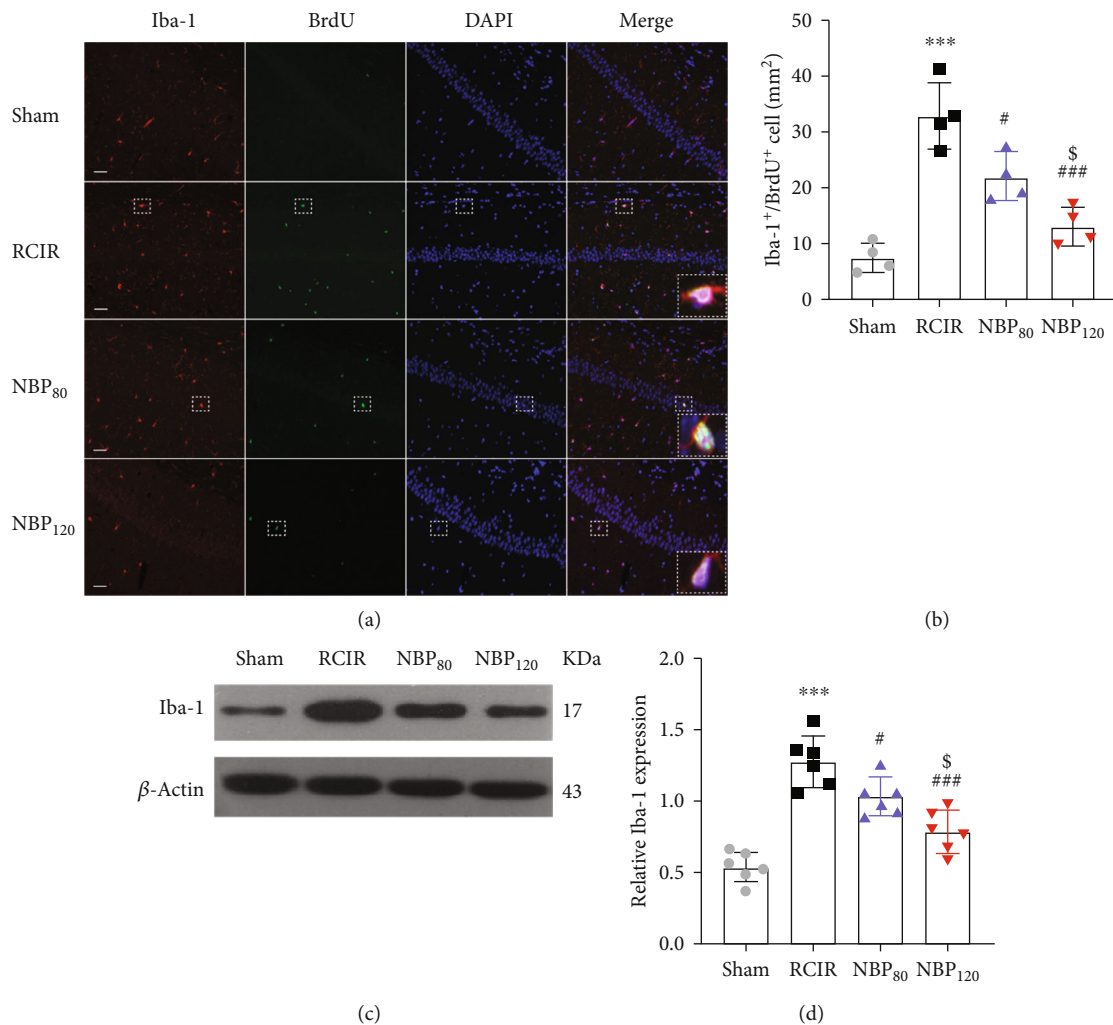 Iba-1 BrdU DAPI Merge
Sham
RCIR
NBP80
NBP120
(a)
Iba-1+/BrdU+ cell (mm2)
40
30
20
10
0
***
#
$
###
Sham RCIR NBP80 NBP120
(b)
Sham RCIR NBP80 NBP120 KDa
Iba-1 17
β-Actin 43
(c)
Relative Iba-1 expression
2.0
1.5
1.0
0.5
0.0
***
#
$
###
Sham RCIR NBP80 NBP120
(d)